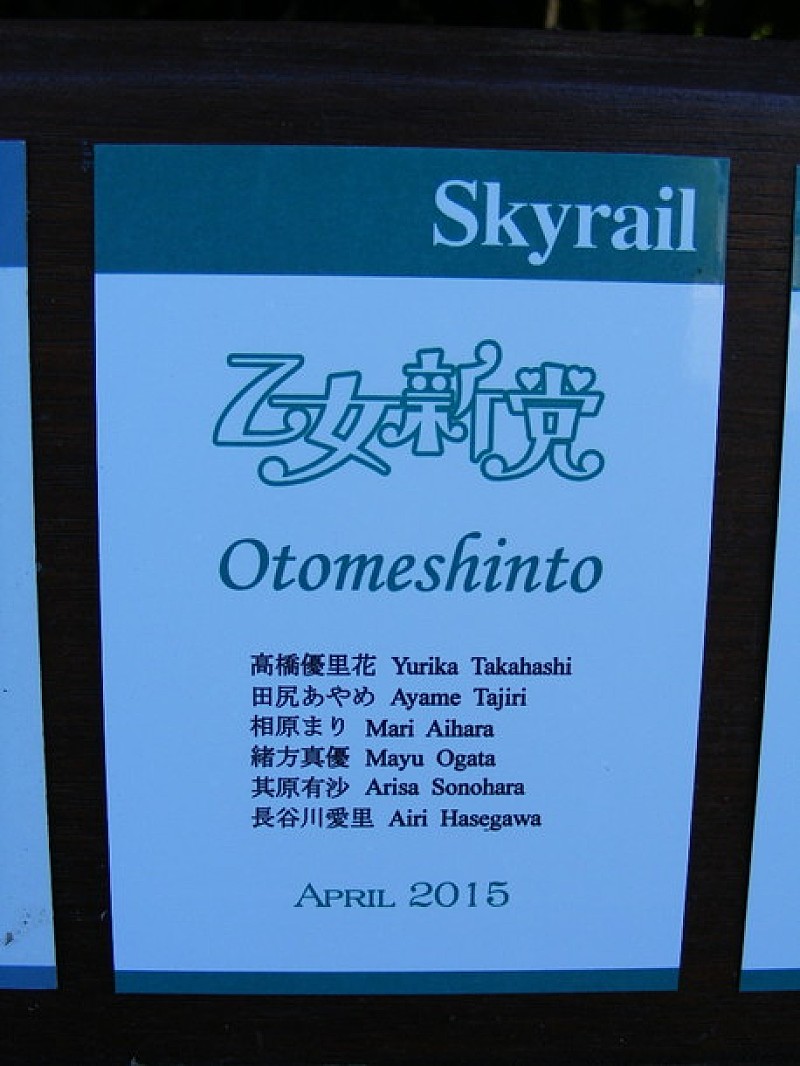 Skyrail
乙女新党
Otomeshinto
高橋優里花 Yurika Takahashi
田尻あやめ Ayame Tajiri
相原まり Mari Aihara
緒方真優 Mayu Ogata
其原有沙 Arisa Sonohara
長谷川愛里 Airi Hasegawa
APRIL 2015